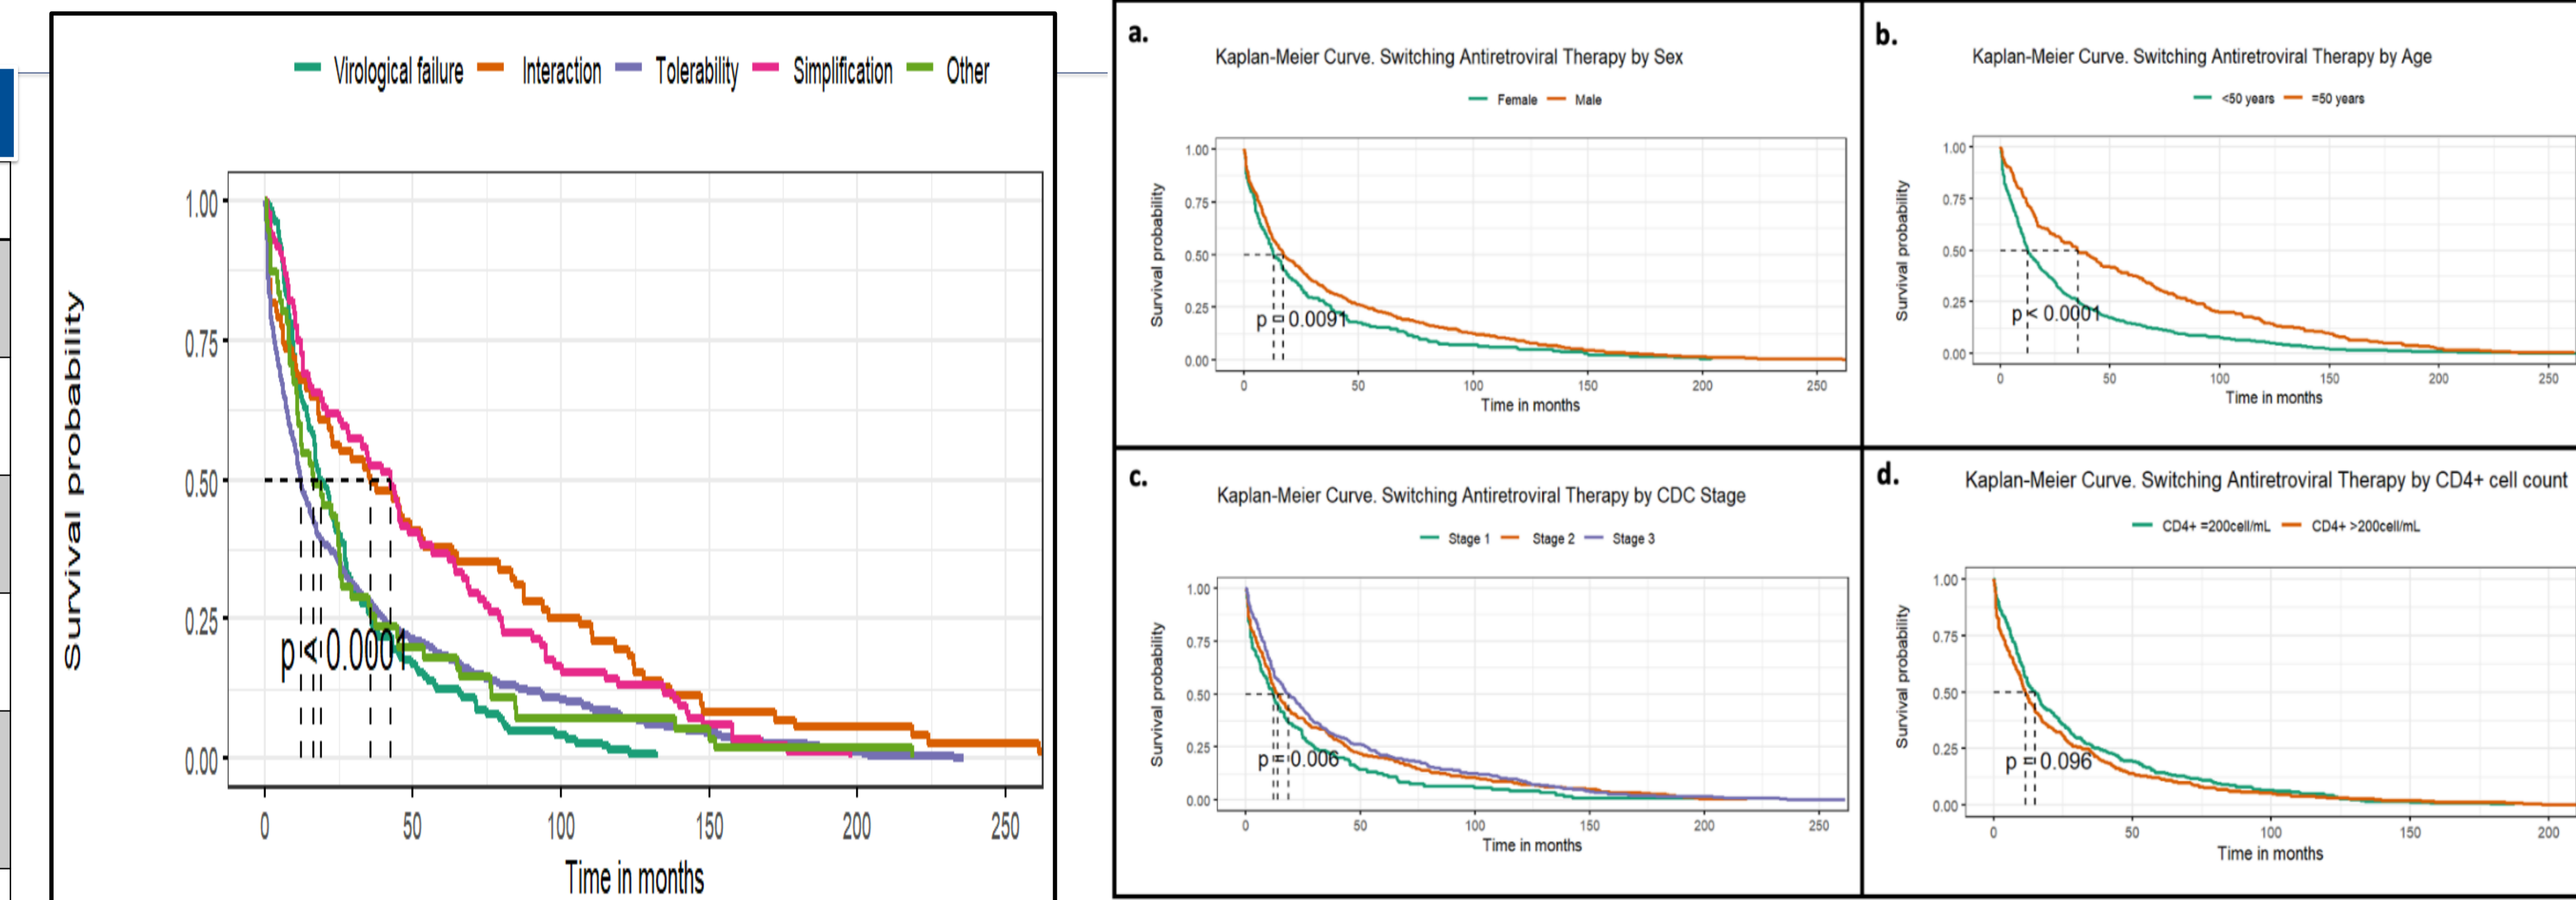 Virological failure Interaction Tolerability Simplification Other
1.00
0.75
0.50
0.25
0.00
Survival probability
p < 0.0001
0 50 100 150 200 250
Time in months
a.
Kaplan-Meier Curve. Switching Antiretroviral Therapy by Sex
Female Male
1.00
0.75
0.50
0.25
0.00
Survival probability
p = 0.0091
0 50 100 150 200 250
Time in months
b.
Kaplan-Meier Curve. Switching Antiretroviral Therapy by Age
<50 years =50 years
1.00
0.75
0.50
0.25
0.00
Survival probability
p < 0.0001
0 50 100 150 200 250
Time in months
c.
Kaplan-Meier Curve. Switching Antiretroviral Therapy by CDC Stage
Stage 1 Stage 2 Stage 3
1.00
0.75
0.50
0.25
0.00
Survival probability
p = 0.006
0 50 100 150 200 250
Time in months
d.
Kaplan-Meier Curve. Switching Antiretroviral Therapy by CD4+ cell count
CD4+ =200cell/mL CD4+ >200cell/mL
1.00
0.75
0.50
0.25
0.00
Survival probability
p = 0.096
0 50 100 150 200
Time in months